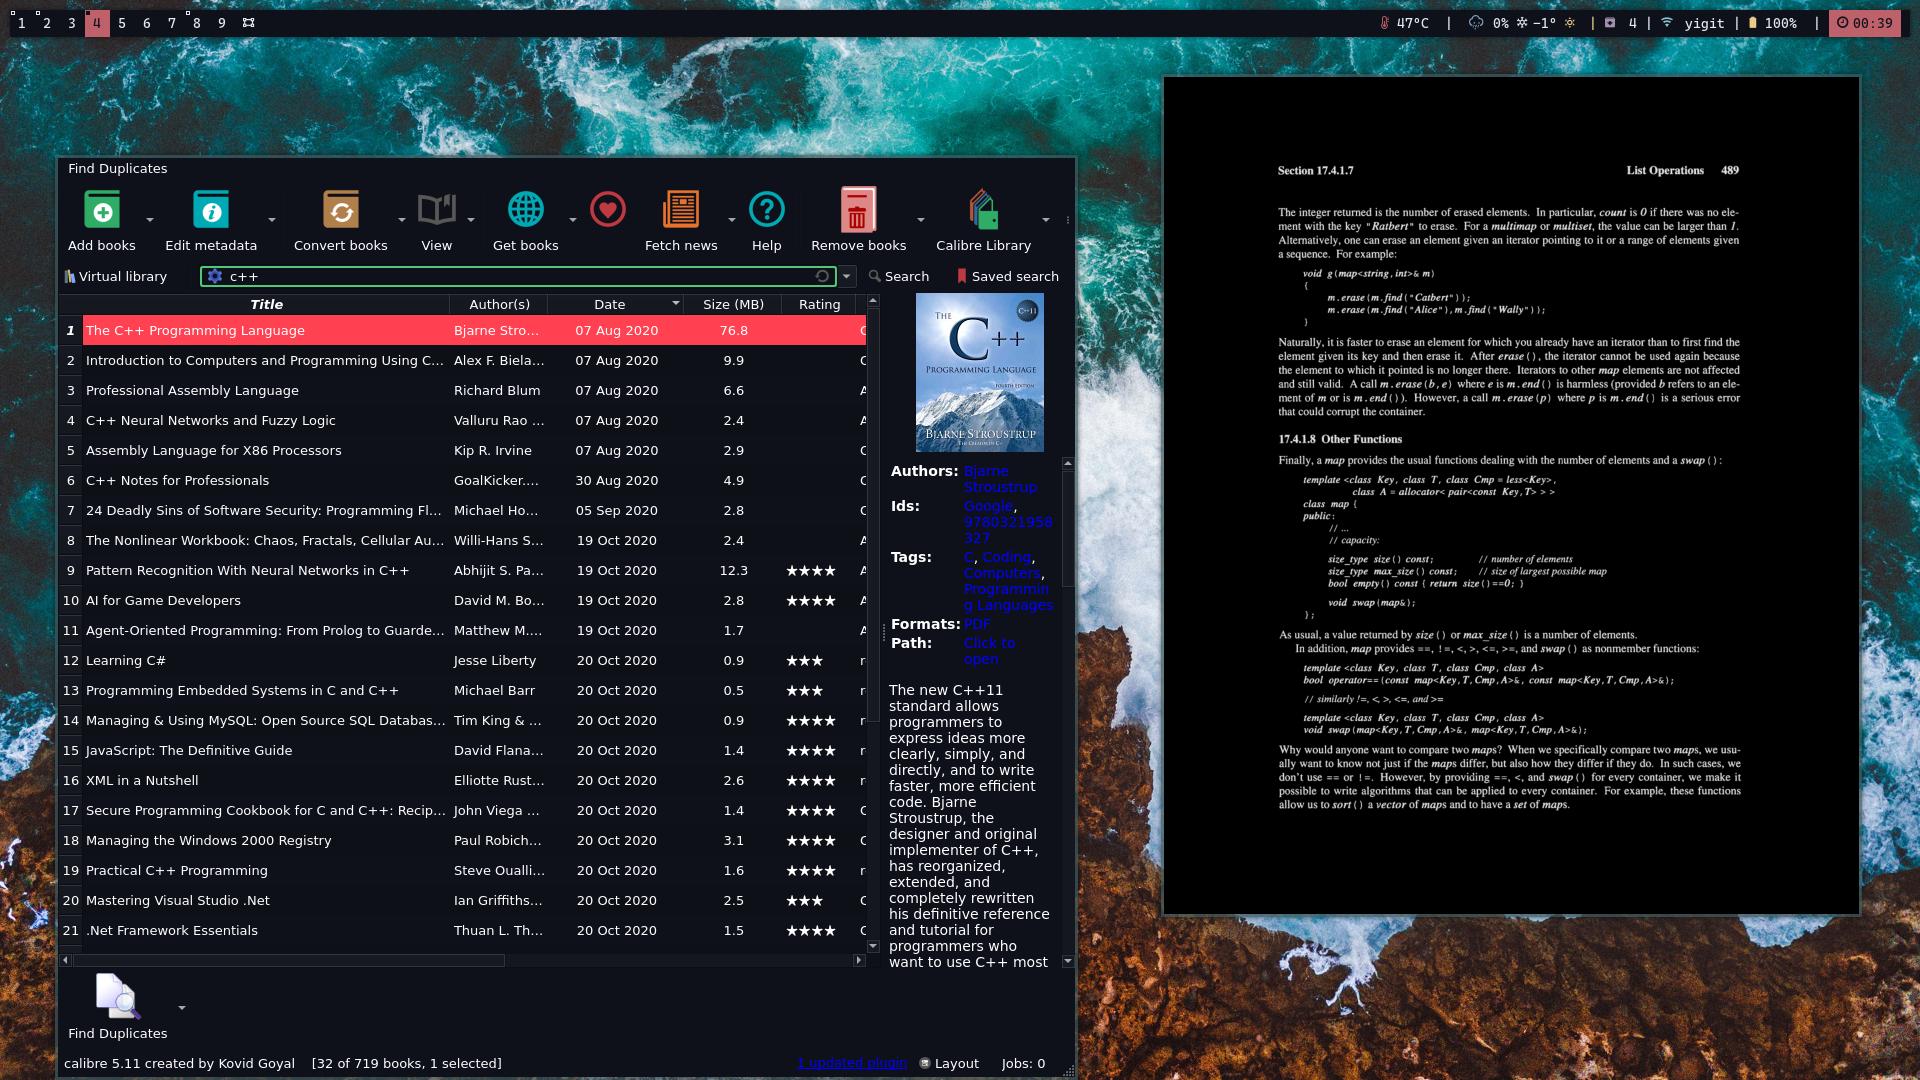 1 2 3 4 5 6 7 8 9
47°C | 0% -1° | 4 | yigit | 100% | 00:39
Find Duplicates
Add books
Edit metadata
Convert books
View
Get books
Fetch news
Help
Remove books
Calibre Library
Virtual library
c++
Search
Saved search
Title Author(s) Date Size (MB) Rating
1 The C++ Programming Language Bjarne Stro... 07 Aug 2020 76.8 C
2 Introduction to Computers and Programming Using C... Alex F. Biela... 07 Aug 2020 9.9 C
3 Professional Assembly Language Richard Blum 07 Aug 2020 6.6 A
4 C++ Neural Networks and Fuzzy Logic Valluru Rao ... 07 Aug 2020 2.4 A
5 Assembly Language for X86 Processors Kip R. Irvine 07 Aug 2020 2.9 C
6 C++ Notes for Professionals GoalKicker.... 30 Aug 2020 4.9 C
7 24 Deadly Sins of Software Security: Programming Fl... Michael Ho... 05 Sep 2020 2.8 C
8 The Nonlinear Workbook: Chaos, Fractals, Cellular Au... Willi-Hans S... 19 Oct 2020 2.4 A
9 Pattern Recognition With Neural Networks in C++ Abhijit S. Pa... 19 Oct 2020 12.3 ★★★★ A
10 AI for Game Developers David M. Bo... 19 Oct 2020 2.8 ★★★★ A
11 Agent-Oriented Programming: From Prolog to Guarde... Matthew M.... 19 Oct 2020 1.7 A
12 Learning C# Jesse Liberty 20 Oct 2020 0.9 ★★★ r
13 Programming Embedded Systems in C and C++ Michael Barr 20 Oct 2020 0.5 ★★★ r
14 Managing & Using MySQL: Open Source SQL Databas... Tim King & ... 20 Oct 2020 0.9 ★★★★ r
15 JavaScript: The Definitive Guide David Flana... 20 Oct 2020 1.4 ★★★★ r
16 XML in a Nutshell Elliotte Rust... 20 Oct 2020 2.6 ★★★★ r
17 Secure Programming Cookbook for C and C++: Recip... John Viega ... 20 Oct 2020 1.4 ★★★★ C
18 Managing the Windows 2000 Registry Paul Robich... 20 Oct 2020 3.1 ★★★★ C
19 Practical C++ Programming Steve Oualli... 20 Oct 2020 1.6 ★★★★ r
20 Mastering Visual Studio .Net Ian Griffiths... 20 Oct 2020 2.5 ★★★ C
21 .Net Framework Essentials Thuan L. Th... 20 Oct 2020 1.5 ★★★★ C
THE
C++11
C++
PROGRAMMING LANGUAGE
FOURTH EDITION
BJARNE STROUSTRUP
THE CREATOR OF C++
Authors: Bjarne
Stroustrup
Ids: Google,
9780321958
327
Tags: C, Coding,
Computers,
Programmin
g Languages
Formats: PDF
Path: Click to
open
The new C++11
standard allows
programmers to
express ideas more
clearly, simply, and
directly, and to write
faster, more efficient
code. Bjarne
Stroustrup, the
designer and original
implementer of C++,
has reorganized,
extended, and
completely rewritten
his definitive reference
and tutorial for
programmers who
want to use C++ most
Find Duplicates
calibre 5.11 created by Kovid Goyal [32 of 719 books, 1 selected]
1 updated plugin
Layout
Jobs: 0
Section 17.4.1.7 List Operations 489
The integer returned is the number of erased elements. In particular, count is 0 if there was no ele-
ment with the key "Ratbert" to erase. For a multimap or multiset, the value can be larger than 1.
Alternatively, one can erase an element given an iterator pointing to it or a range of elements given
a sequence. For example:
void g(map<string,int>& m)
{
m.erase(m.find("Catbert"));
m.erase(m.find("Alice"),m.find("Wally"));
}
Naturally, it is faster to erase an element for which you already have an iterator than to first find the
element given its key and then erase it. After erase(), the iterator cannot be used again because
the element to which it pointed is no longer there. Iterators to other map elements are not affected
and still valid. A call m.erase(b,e) where e is m.end() is harmless (provided b refers to an ele-
ment of m or is m.end()). However, a call m.erase(p) where p is m.end() is a serious error
that could corrupt the container.
17.4.1.8 Other Functions
Finally, a map provides the usual functions dealing with the number of elements and a swap():
template <class Key, class T, class Cmp = less<Key>,
class A = allocator< pair<const Key,T> > >
class map {
public:
// ...
// capacity:
size_type size() const; // number of elements
size_type max_size() const; // size of largest possible map
bool empty() const { return size()==0; }
void swap(map&);
};
As usual, a value returned by size() or max_size() is a number of elements.
In addition, map provides ==, !=, <, >, <=, >=, and swap() as nonmember functions:
template <class Key, class T, class Cmp, class A>
bool operator==(const map<Key,T,Cmp,A>&, const map<Key,T,Cmp,A>&);
// similarly !=, <, >, <=, and >=
template <class Key, class T, class Cmp, class A>
void swap(map<Key,T,Cmp,A>&, map<Key,T,Cmp,A>&);
Why would anyone want to compare two maps? When we specifically compare two maps, we usu-
ally want to know not just if the maps differ, but also how they differ if they do. In such cases, we
don't use == or !=. However, by providing ==, <, and swap() for every container, we make it
possible to write algorithms that can be applied to every container. For example, these functions
allow us to sort() a vector of maps and to have a set of maps.